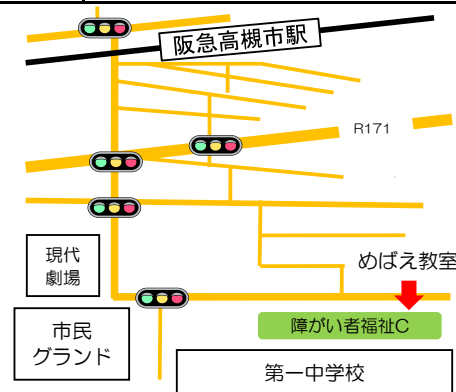 阪急高槻市駅
R171
現代
劇場
めばえ教室
障がい者福祉C
市民
グランド
第一中学校